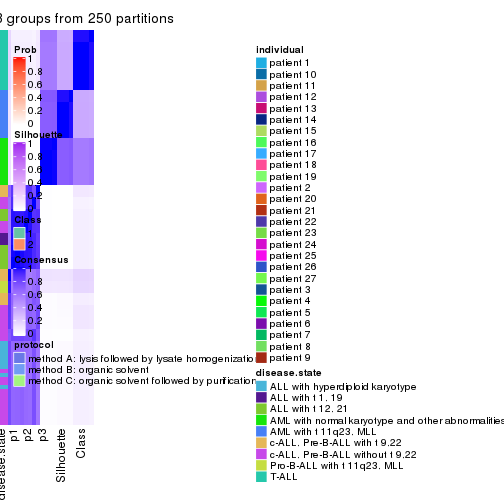 3 groups from 250 partitions
Prob
1
0.8
0.6
0.4
0.2
0
Silhouette
1
0.8
0.6
0.4
0.2
0
Class
1
2
Consensus
1
0.8
0.6
0.4
0.2
0
protocol
method A: lysis followed by lysate homogenizatio
method B: organic solvent
method C: organic solvent followed by purification
disease.state
p1
p2
p3
Silhouette
Class
individual
patient 1
patient 10
patient 11
patient 12
patient 13
patient 14
patient 15
patient 16
patient 17
patient 18
patient 19
patient 2
patient 20
patient 21
patient 22
patient 23
patient 24
patient 25
patient 26
patient 27
patient 3
patient 4
patient 5
patient 6
patient 7
patient 8
patient 9
disease.state
ALL with hyperdiploid karyotype
ALL with t 1. 19
ALL with t 12. 21
AML with normal karyotype and other abnormalities
AML with t 11q23. MLL
c-ALL. Pre-B-ALL with t 9.22
c-ALL. Pre-B-ALL without t 9.22
Pro-B-ALL with t 11q23. MLL
T-ALL